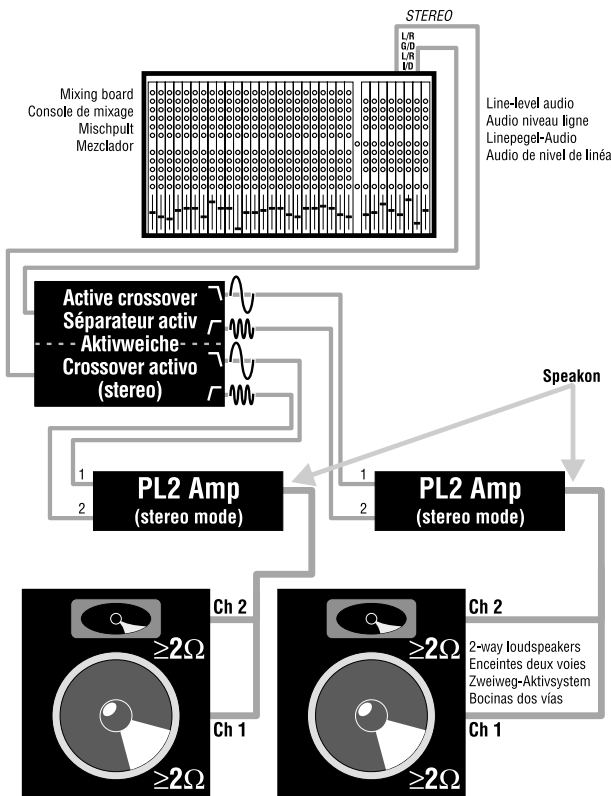 STEREO
L/R
G/D
L/R
I/D
Mixing board
Console de mixage
Mischpult
Mezclador
Line-level audio
Audio niveau ligne
Linepegel-Audio
Audio de nivel de linéa
Active crossover
Séparateur activ
Aktivweiche
Crossover activo
(stereo)
Speakon
1
2
PL2 Amp
(stereo mode)
1
2
PL2 Amp
(stereo mode)
Ch 2
≥2Ω
Ch 1
≥2Ω
Ch 2
≥2Ω
2-way loudspeakers
Enceintes deux voies
Zweiweg-Aktivsystem
Bocinas dos vías
Ch 1
≥2Ω